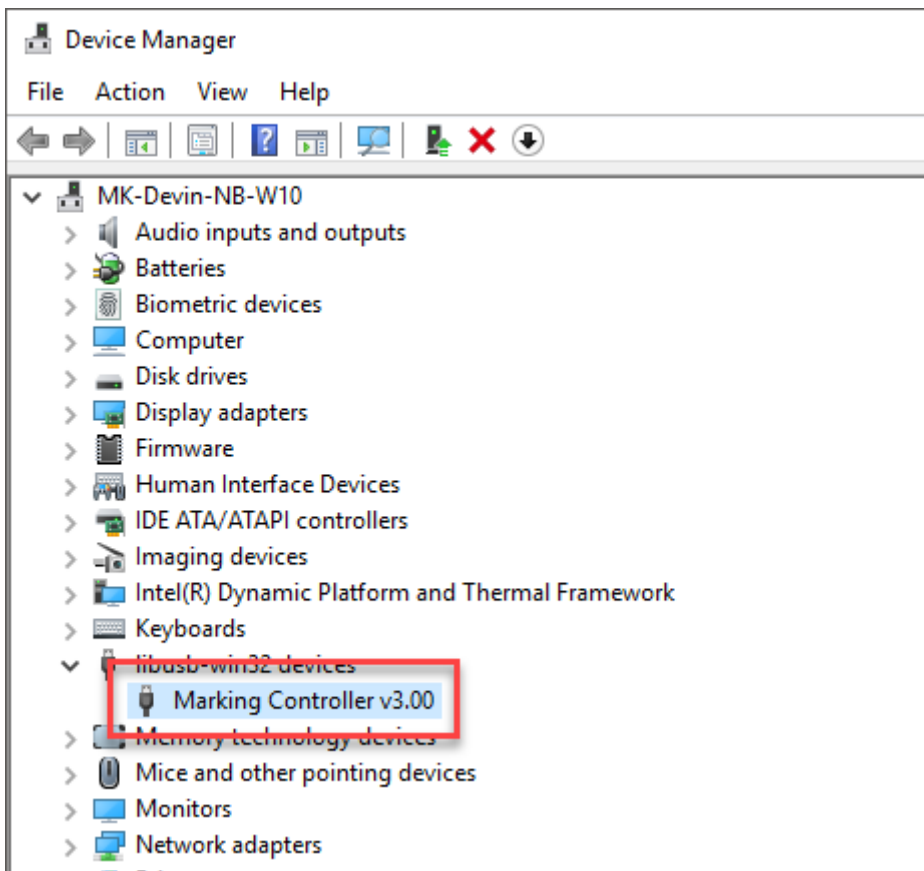 Device Manager
File Action View Help
MK-Devin-NB-W10
Audio inputs and outputs
Batteries
Biometric devices
Computer
Disk drives
Display adapters
Firmware
Human Interface Devices
IDE ATA/ATAPI controllers
Imaging devices
Intel(R) Dynamic Platform and Thermal Framework
Keyboards
libusb-win32 devices
Marking Controller v3.00
Memory technology devices
Mice and other pointing devices
Monitors
Network adapters